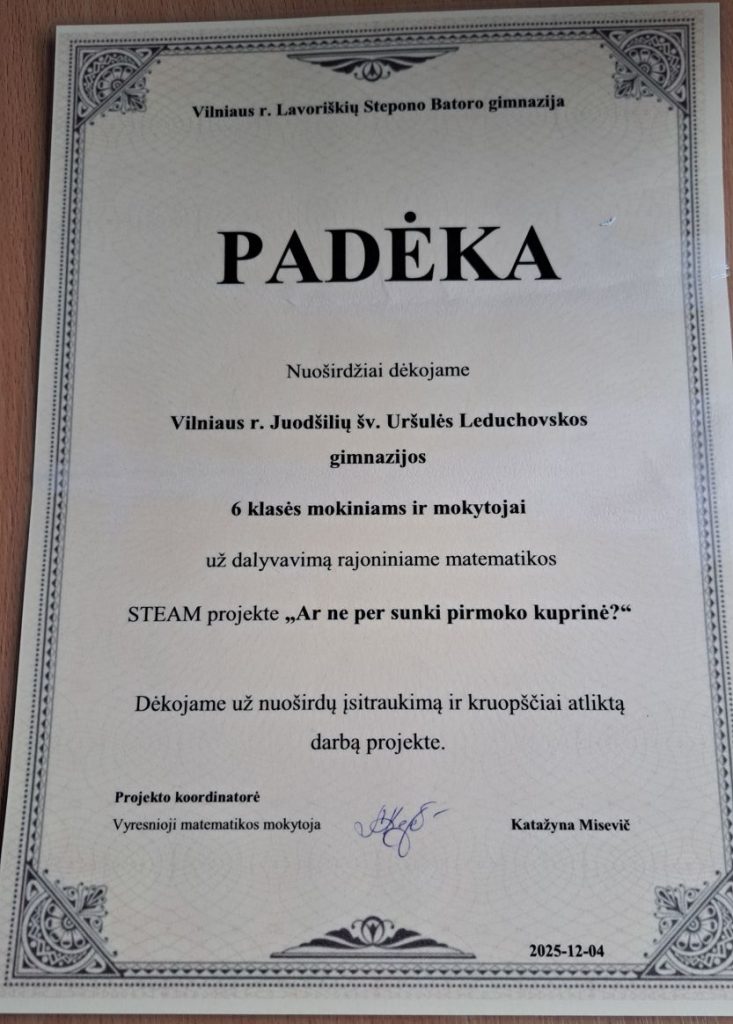 Vilniaus r. Lavoriškių Stepono Batoro gimnazija
PADĖKA
Nuoširdžiai dėkojame
Vilniaus r. Juodšilių šv. Uršulės Leduchovskos
gimnazijos
6 klasės mokiniams ir mokytojai
už dalyvavimą rajoniniame matematikos
STEAM projekte „Ar ne per sunki pirmoko kuprinė?“
Dėkojame už nuoširdų įsitraukimą ir kruopščiai atliktą
darbą projekte.
Projekto koordinatorė
Vyresnioji matematikos mokytoja Katažyna Misevič
2025-12-04